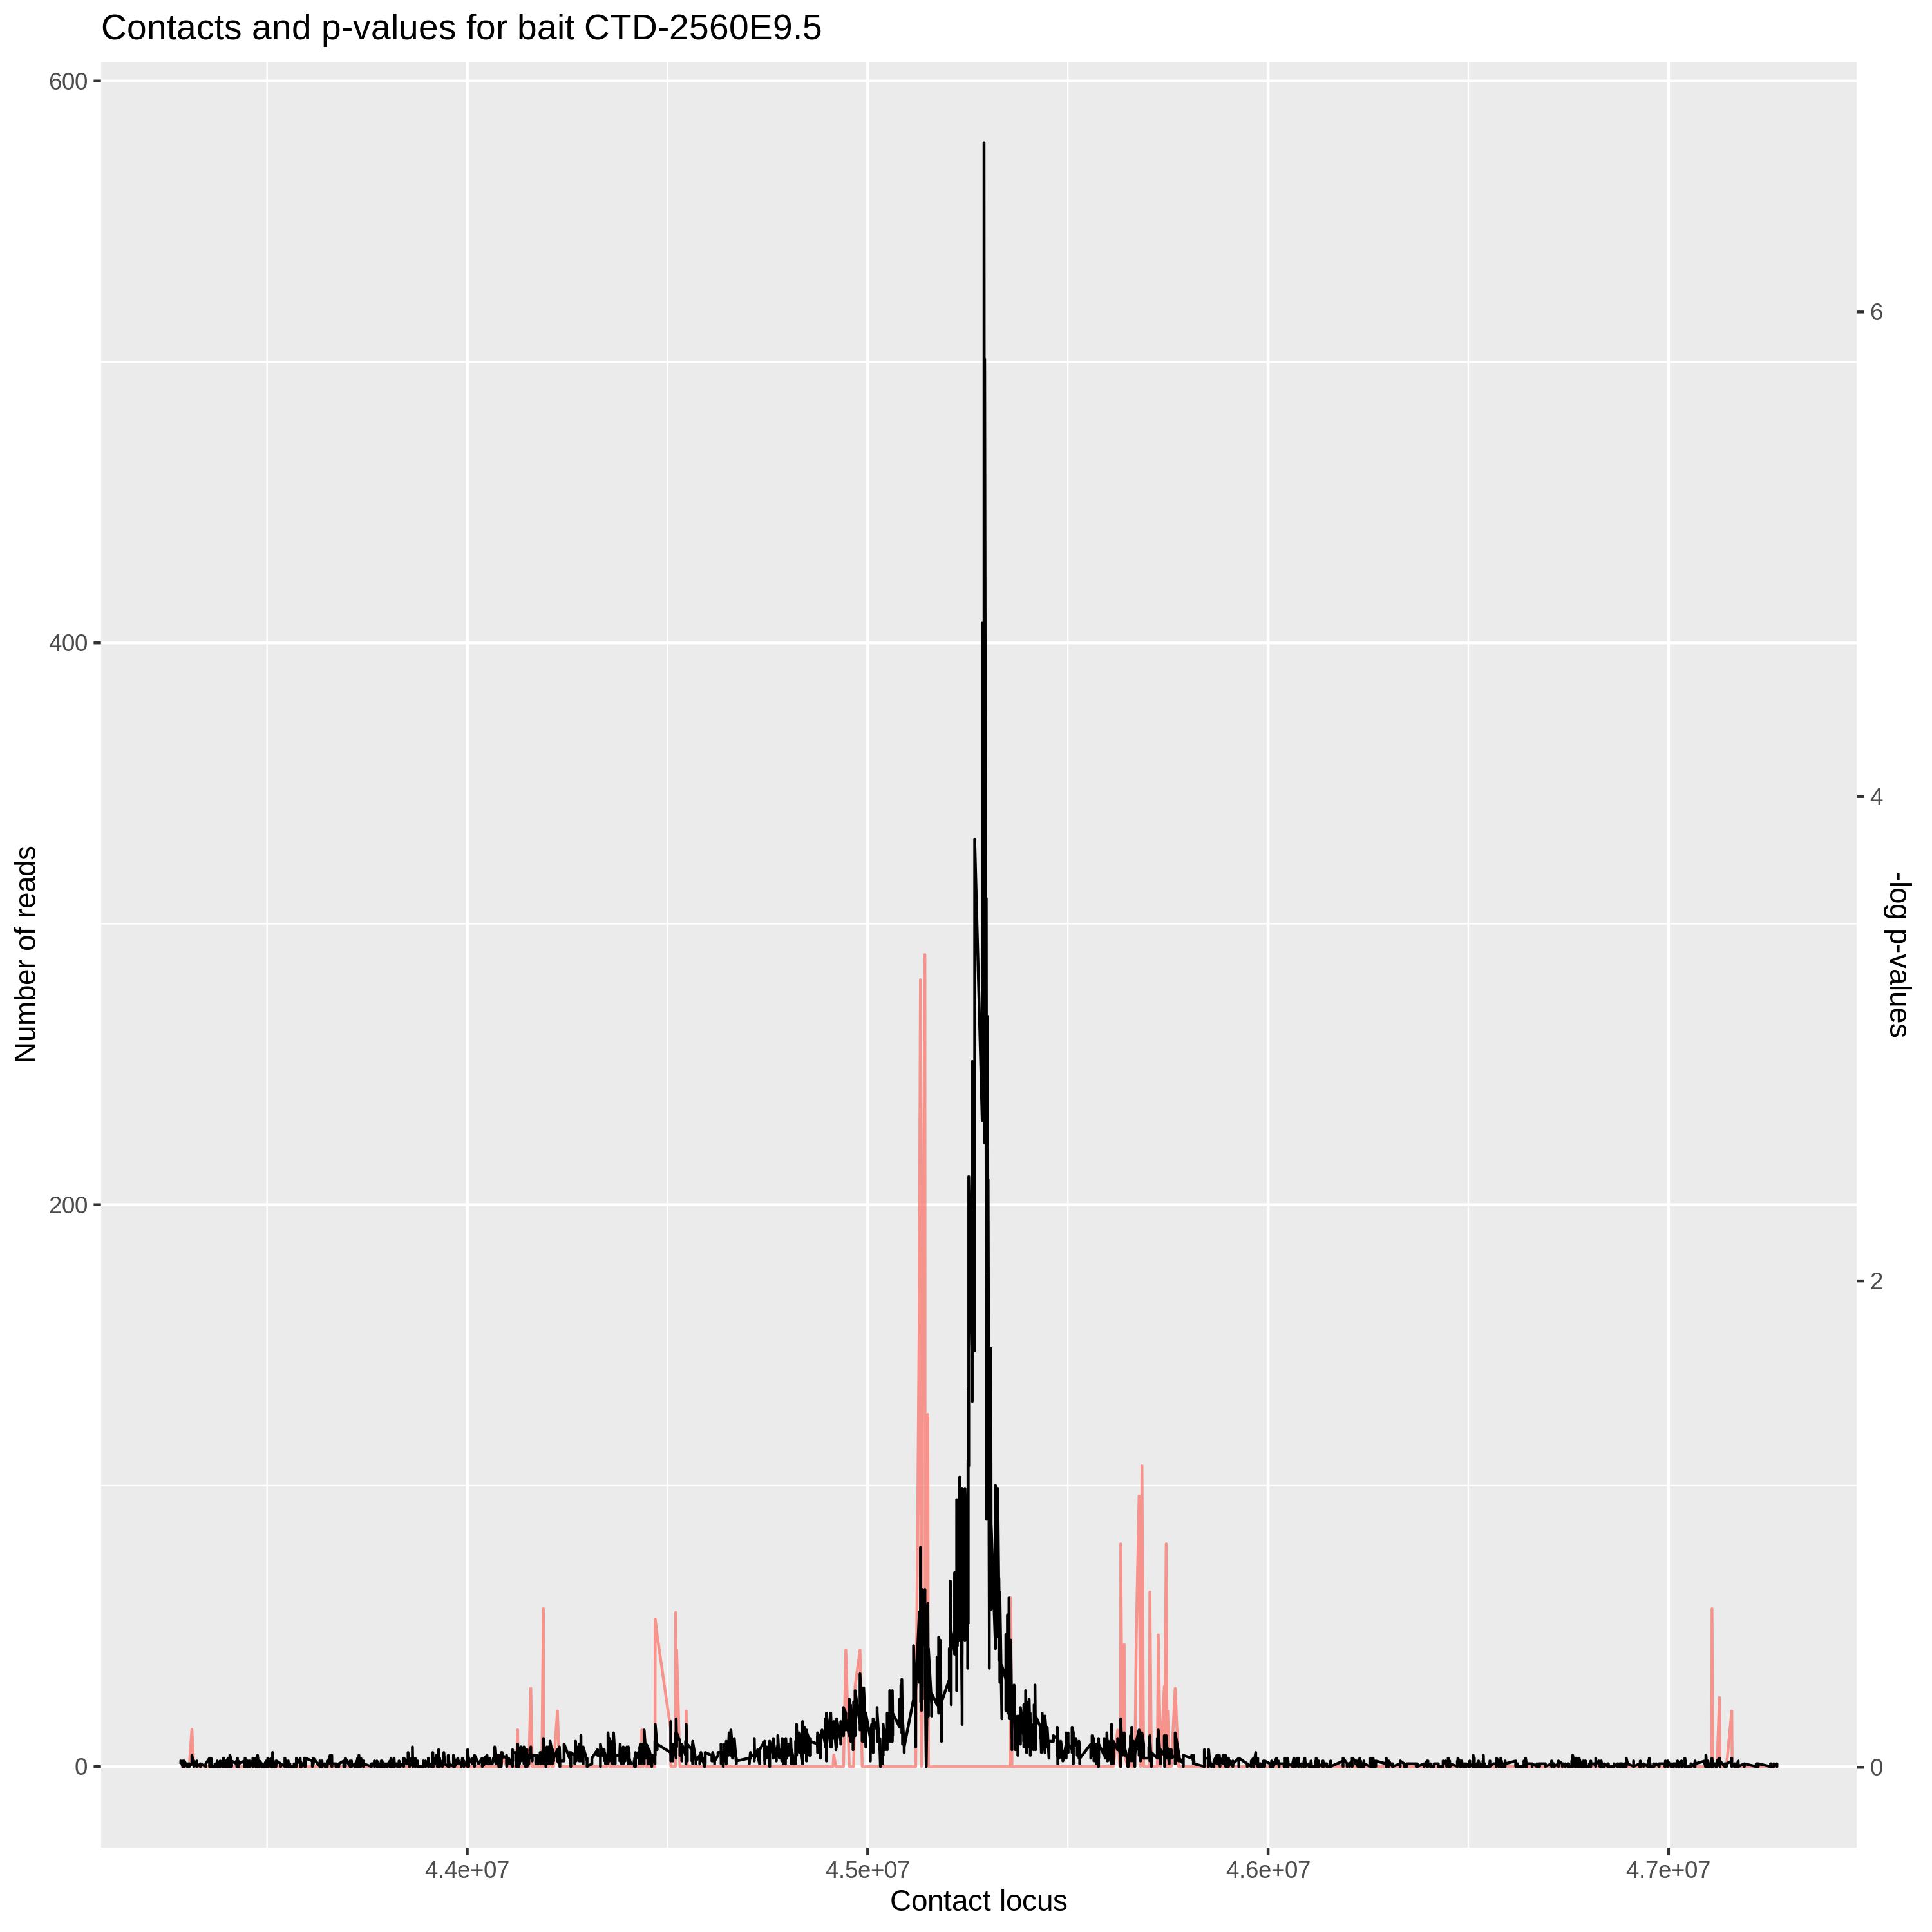 Contacts and p-values for bait CTD-2560E9.5
600
400
200
0
Number of reads
6
4
2
0
-log p-values
4.4e+07
4.5e+07
4.6e+07
4.7e+07
Contact locus